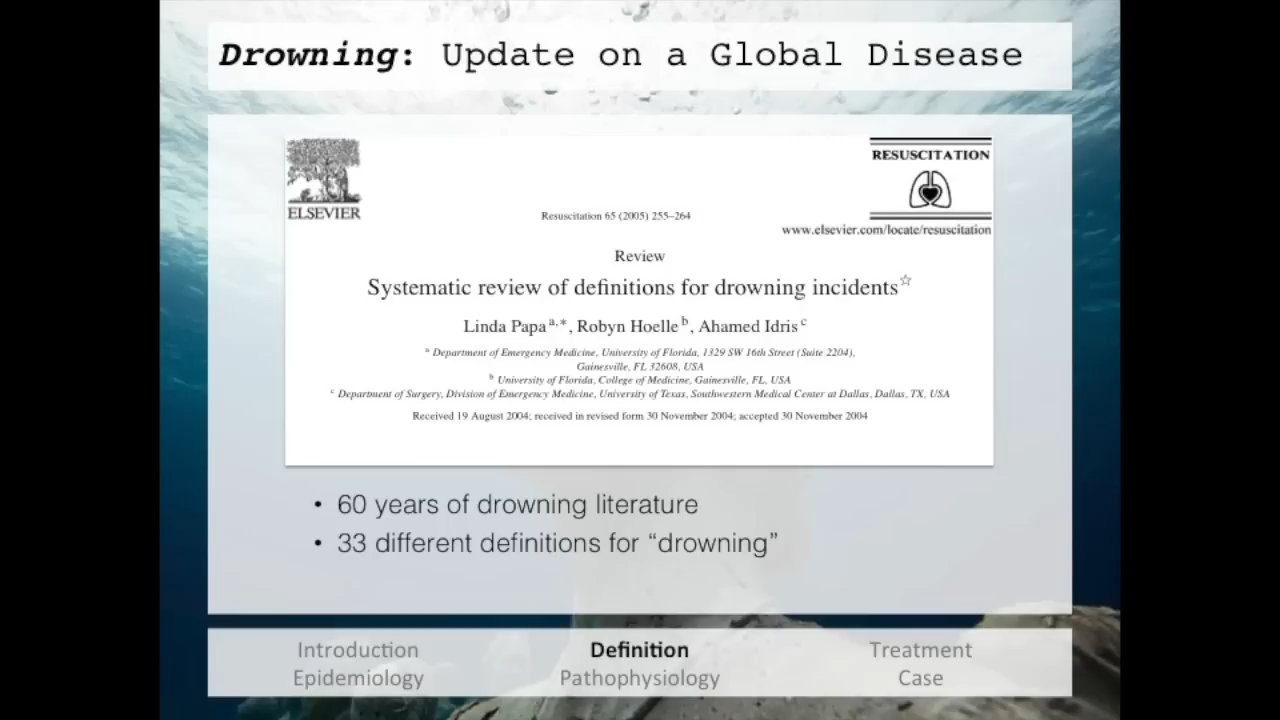 Drowning: Update on a Global Disease
ELSEVIER
RESUSCITATION
Resuscitation 65 (2005) 255–264
www.elsevier.com/locate/resuscitation
Review
Systematic review of definitions for drowning incidents☆
Linda Papa a,*, Robyn Hoelle b, Ahamed Idris c
a Department of Emergency Medicine, University of Florida, 1329 SW 16th Street (Suite 2204),
Gainesville, FL 32608, USA
b University of Florida, College of Medicine, Gainesville, FL, USA
c Department of Surgery, Division of Emergency Medicine, University of Texas, Southwestern Medical Center at Dallas, Dallas, TX, USA
Received 19 August 2004; received in revised form 30 November 2004; accepted 30 November 2004
• 60 years of drowning literature
• 33 different definitions for “drowning”
Introduction
Epidemiology
Definition
Pathophysiology
Treatment
Case